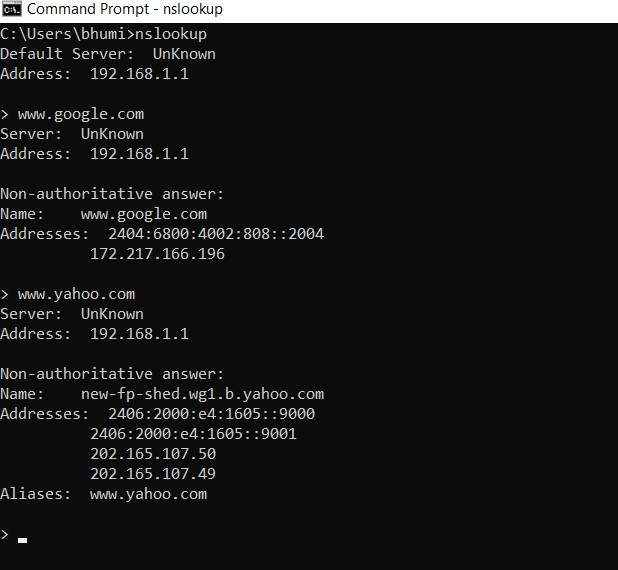 Command Prompt - nslookup
C:\Users\bhumi>nslookup
Default Server:  UnKnown
Address:  192.168.1.1
> www.google.com
Server:  UnKnown
Address:  192.168.1.1
Non-authoritative answer:
Name:    www.google.com
Addresses:  2404:6800:4002:808::2004
172.217.166.196
> www.yahoo.com
Server:  UnKnown
Address:  192.168.1.1
Non-authoritative answer:
Name:    new-fp-shed.wg1.b.yahoo.com
Addresses:  2406:2000:e4:1605::9000
2406:2000:e4:1605::9001
202.165.107.50
202.165.107.49
Aliases:  www.yahoo.com
>